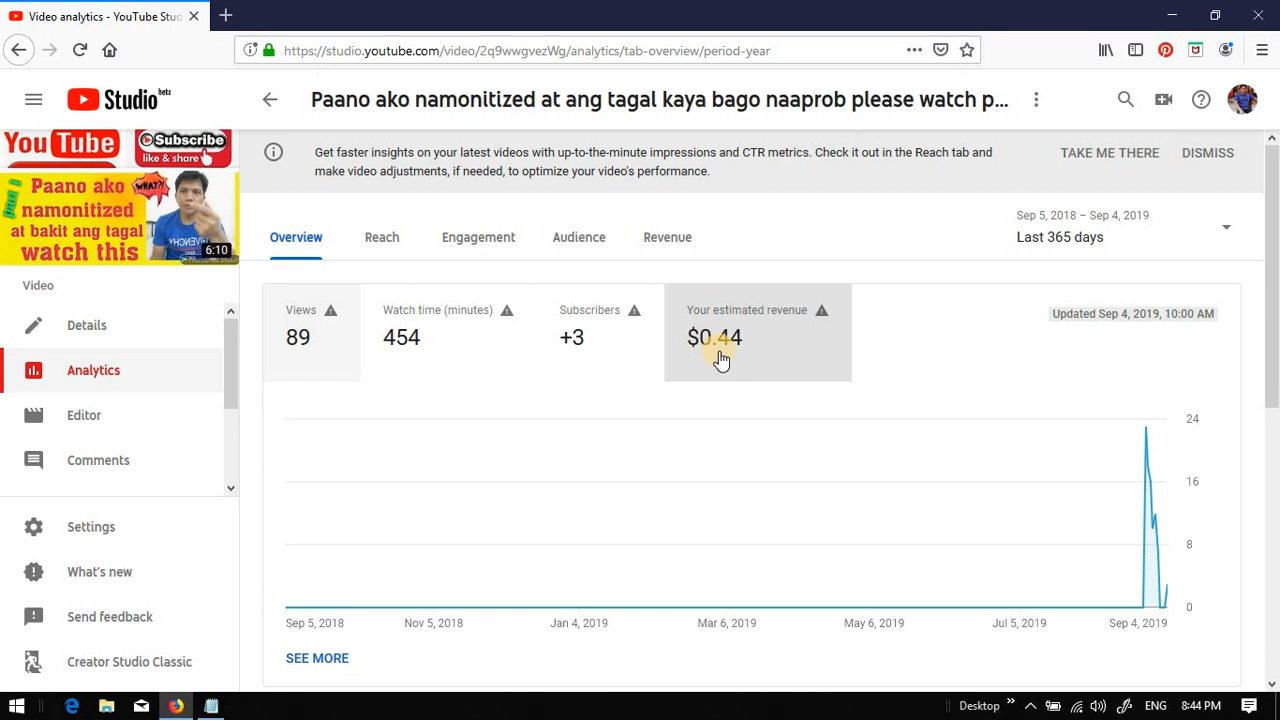 Video analytics - YouTube Stud
https://studio.youtube.com/video/2q9wwgvezWg/analytics/tab-overview/period-year
Studio beta
Paano ako namonitized at ang tagal kaya bago naaprob please watch p...
YouTube
Subscribe
like & share
part 1
Paano ako
namonitized
at bakit ang tagal
watch this
WHAT?!
GIVENCHY
6:10
Get faster insights on your latest videos with up-to-the-minute impressions and CTR metrics. Check it out in the Reach tab and
make video adjustments, if needed, to optimize your video's performance.
TAKE ME THERE
DISMISS
Overview
Reach
Engagement
Audience
Revenue
Sep 5, 2018 – Sep 4, 2019
Last 365 days
Video
Details
Analytics
Editor
Comments
Settings
What's new
Send feedback
Creator Studio Classic
Views
89
Watch time (minutes)
454
Subscribers
+3
Your estimated revenue
$0.44
Updated Sep 4, 2019, 10:00 AM
24
16
8
0
Sep 5, 2018
Nov 5, 2018
Jan 4, 2019
Mar 6, 2019
May 6, 2019
Jul 5, 2019
Sep 4, 2019
SEE MORE
Desktop
ENG
8:44 PM